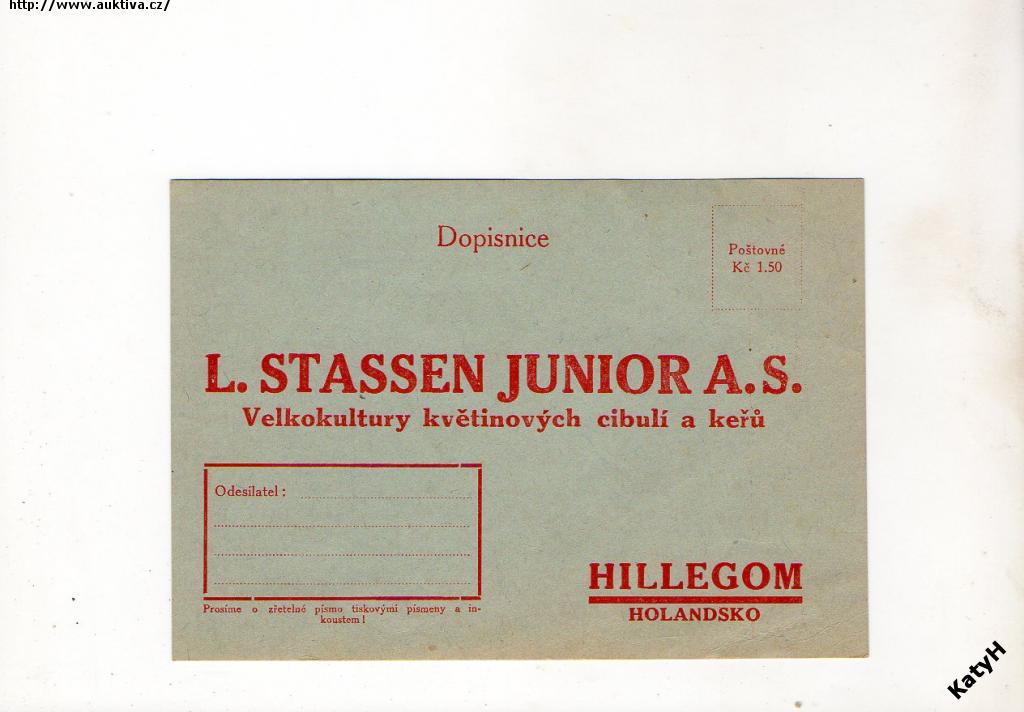 http://www.auktiva.cz/
Dopisnice
Poštovné
Kč 1.50
L. STASSEN JUNIOR A.S.
Velkokultury květinových cibulí a keřů
Odesílatel :
Prosíme o zřetelné písmo tiskovými písmeny a in-
koustem !
HILLEGOM
HOLANDSKO
KatyH